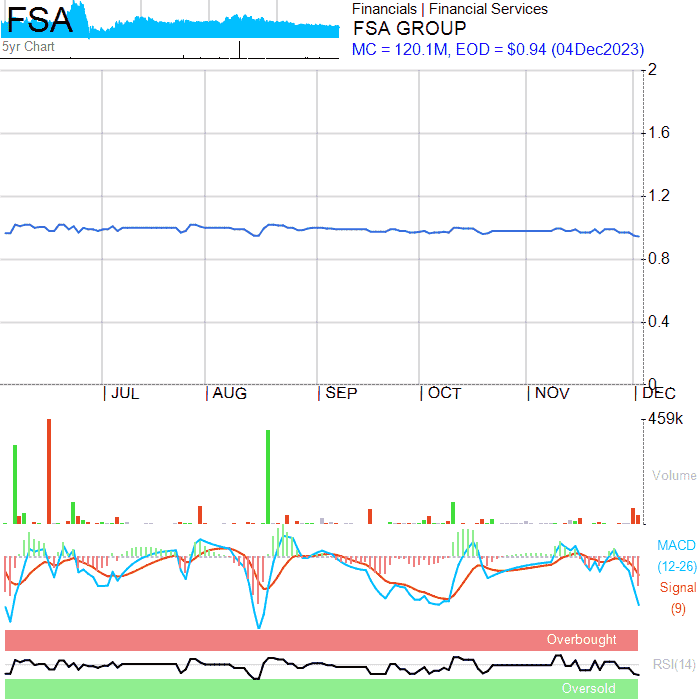 FSA
5yr Chart
Financials | Financial Services
FSA GROUP
MC = 120.1M, EOD = $0.94 (04Dec2023)
2
1.6
1.2
0.8
0.4
0
JUL AUG SEP OCT NOV DEC
459k
Volume
MACD
(12-26)
Signal
(9)
Overbought
RSI(14)
Oversold